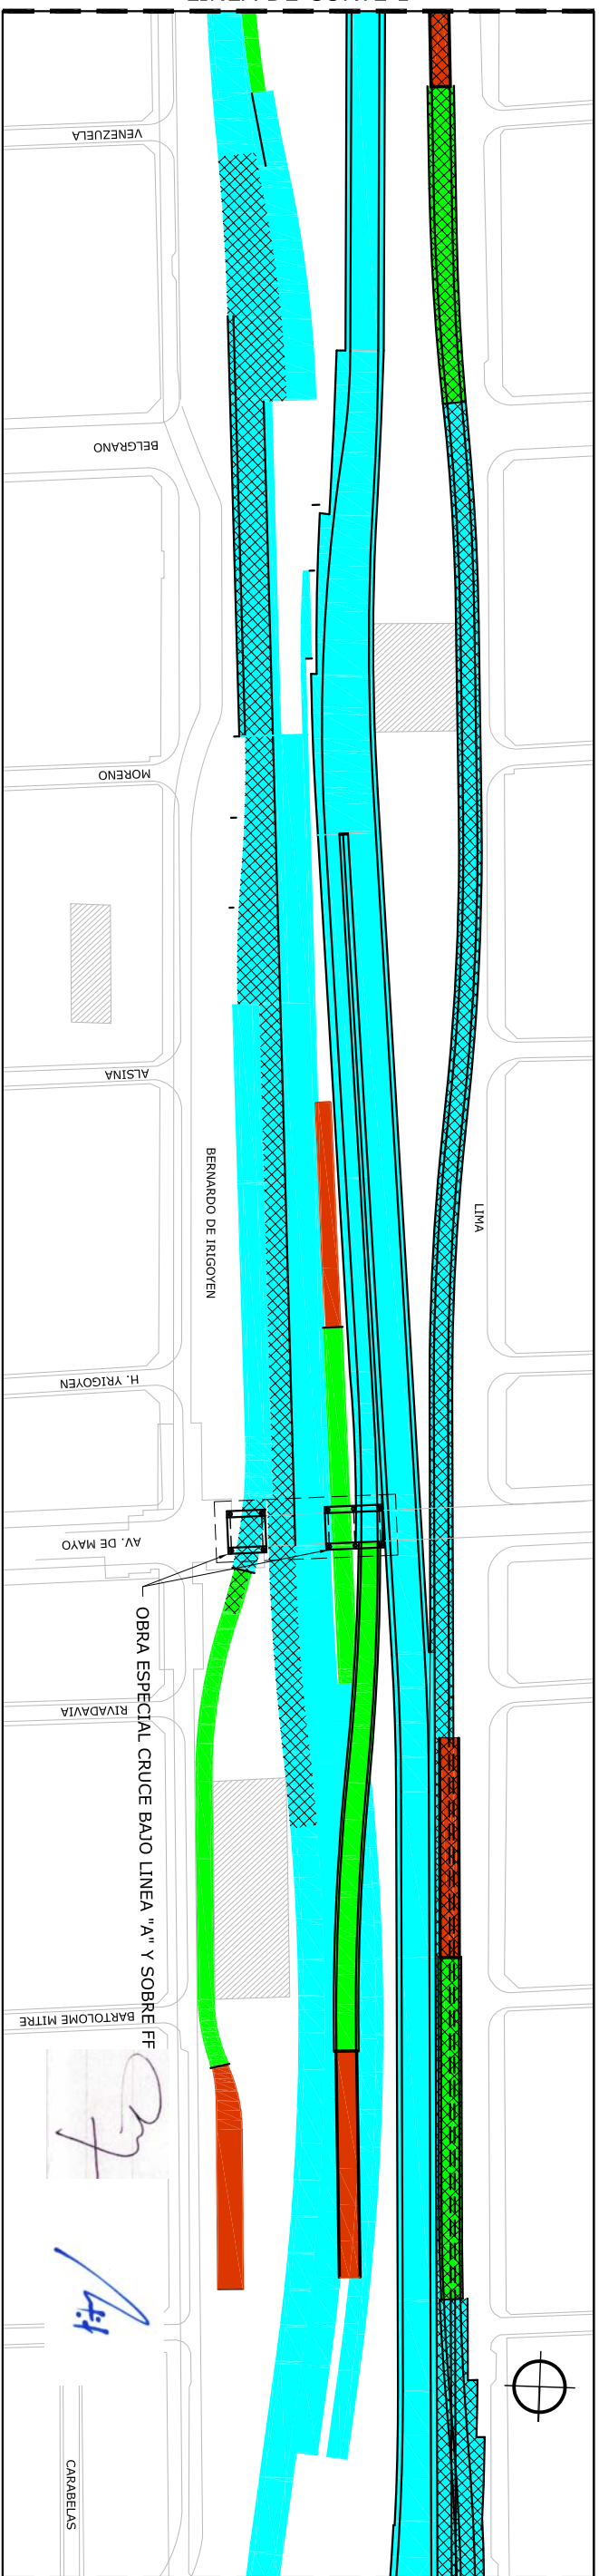 VENEZUELA
BELGRANO
MORENO
ALSINA
BERNARDO DE IRIGOYEN
LIMA
H. YRIGOYEN
AV. DE MAYO
OBRA ESPECIAL CRUCE BAJO LINEA "A" Y SOBRE FF
RIVADAVIA
BARTOLOME MITRE
CARABELAS